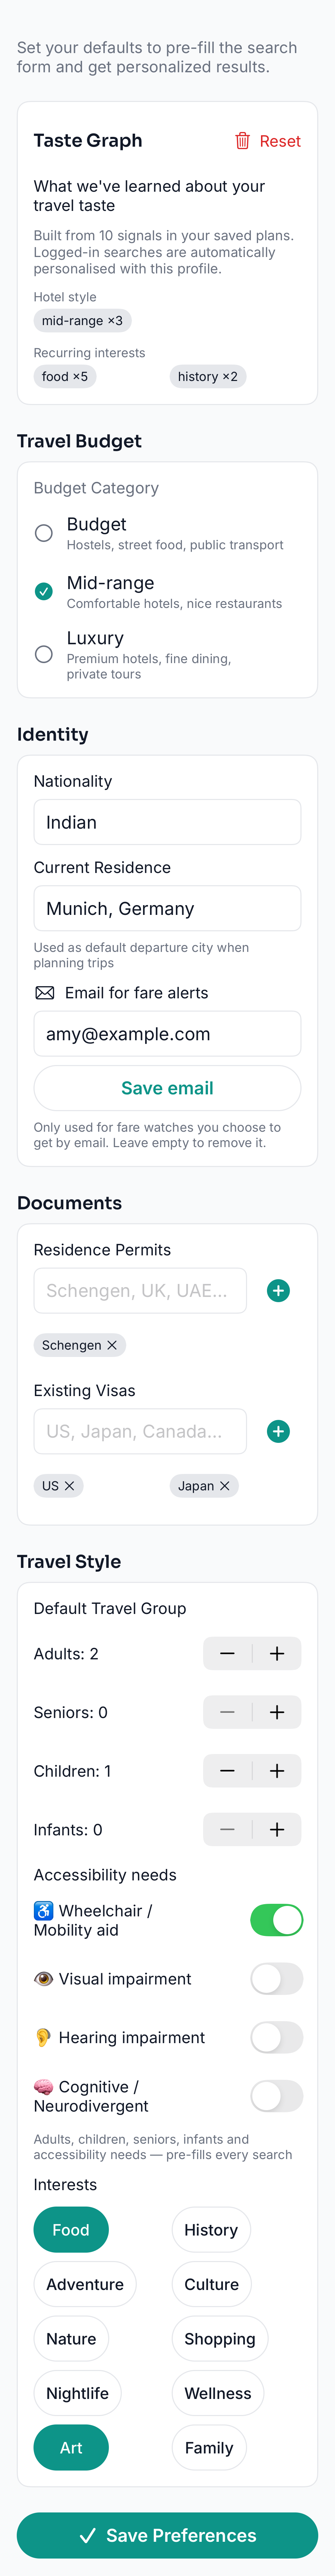 Set your defaults to pre-fill the search
form and get personalized results.
Taste Graph
Reset
What we've learned about your
travel taste
Built from 10 signals in your saved plans.
Logged-in searches are automatically
personalised with this profile.
Hotel style
mid-range ×3
Recurring interests
food ×5
history ×2
Travel Budget
Budget Category
Budget
Hostels, street food, public transport
Mid-range
Comfortable hotels, nice restaurants
Luxury
Premium hotels, fine dining,
private tours
Identity
Nationality
Indian
Current Residence
Munich, Germany
Used as default departure city when
planning trips
Email for fare alerts
amy@example.com
Save email
Only used for fare watches you choose to
get by email. Leave empty to remove it.
Documents
Residence Permits
Schengen, UK, UAE...
Schengen
Existing Visas
US, Japan, Canada...
US
Japan
Travel Style
Default Travel Group
Adults: 2
Seniors: 0
Children: 1
Infants: 0
Accessibility needs
Wheelchair /
Mobility aid
Visual impairment
Hearing impairment
Cognitive /
Neurodivergent
Adults, children, seniors, infants and
accessibility needs — pre-fills every search
Interests
Food
History
Adventure
Culture
Nature
Shopping
Nightlife
Wellness
Art
Family
Save Preferences